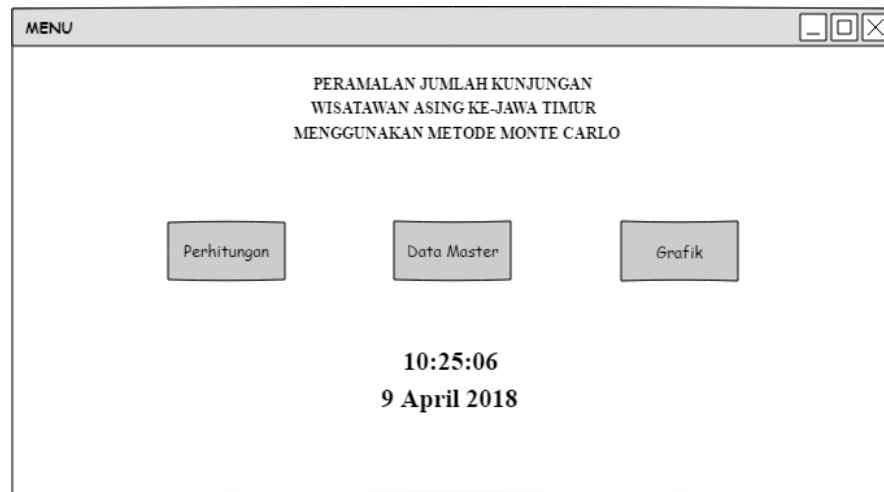 MENU
PERAMALAN JUMLAH KUNJUNGAN
WISATAWAN ASING KE-JAWA TIMUR
MENGGUNAKAN METODE MONTE CARLO
Perhitungan
Data Master
Grafik
10:25:06
9 April 2018